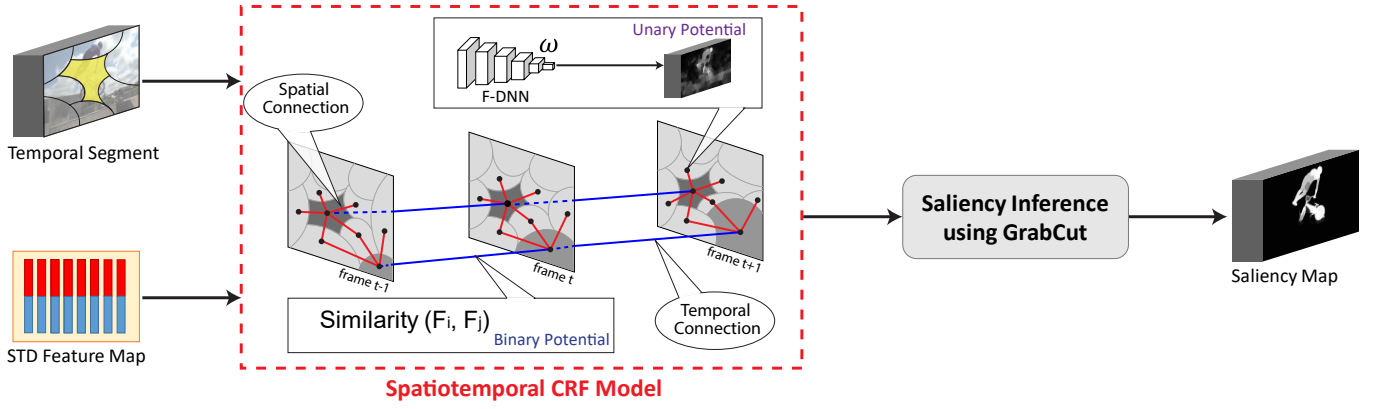 Temporal Segment
STD Feature Map
Spatial
Connection
Unary Potential
ω
F-DNN
frame t-1
frame t
frame t+1
Similarity (Fi, Fj)
Binary Potential
Temporal
Connection
Spatiotemporal CRF Model
Saliency Inference
using GrabCut
Saliency Map